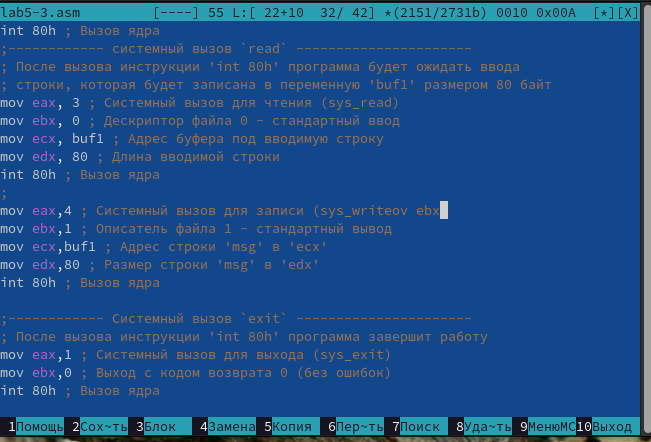 lab5-3.asm [----] 55 L:[ 22+10 32/ 42] *(2151/2731b) 0010 0x00A [*][X]
int 80h ; Вызов ядра
;------------ системный вызов `read` ----------------------
; После вызова инструкции 'int 80h' программа будет ожидать ввода
; строки, которая будет записана в переменную 'buf1' размером 80 байт
mov eax, 3 ; Системный вызов для чтения (sys_read)
mov ebx, 0 ; Дескриптор файла 0 - стандартный ввод
mov ecx, buf1 ; Адрес буфера под вводимую строку
mov edx, 80 ; Длина вводимой строки
int 80h ; Вызов ядра
;
mov eax,4 ; Системный вызов для записи (sys_writeov ebx
mov ebx,1 ; Описатель файла 1 - стандартный вывод
mov ecx,buf1 ; Адрес строки 'msg' в 'ecx'
mov edx,80 ; Размер строки 'msg' в 'edx'
int 80h ; Вызов ядра
;------------ Системный вызов `exit` ----------------------
; После вызова инструкции 'int 80h' программа завершит работу
mov eax,1 ; Системный вызов для выхода (sys_exit)
mov ebx,0 ; Выход с кодом возврата 0 (без ошибок)
int 80h ; Вызов ядра
1Помощь 2Сох~ть 3Блок 4Замена 5Копия 6Пер~ть 7Поиск 8Уда~ть 9МенюMC 10Выход